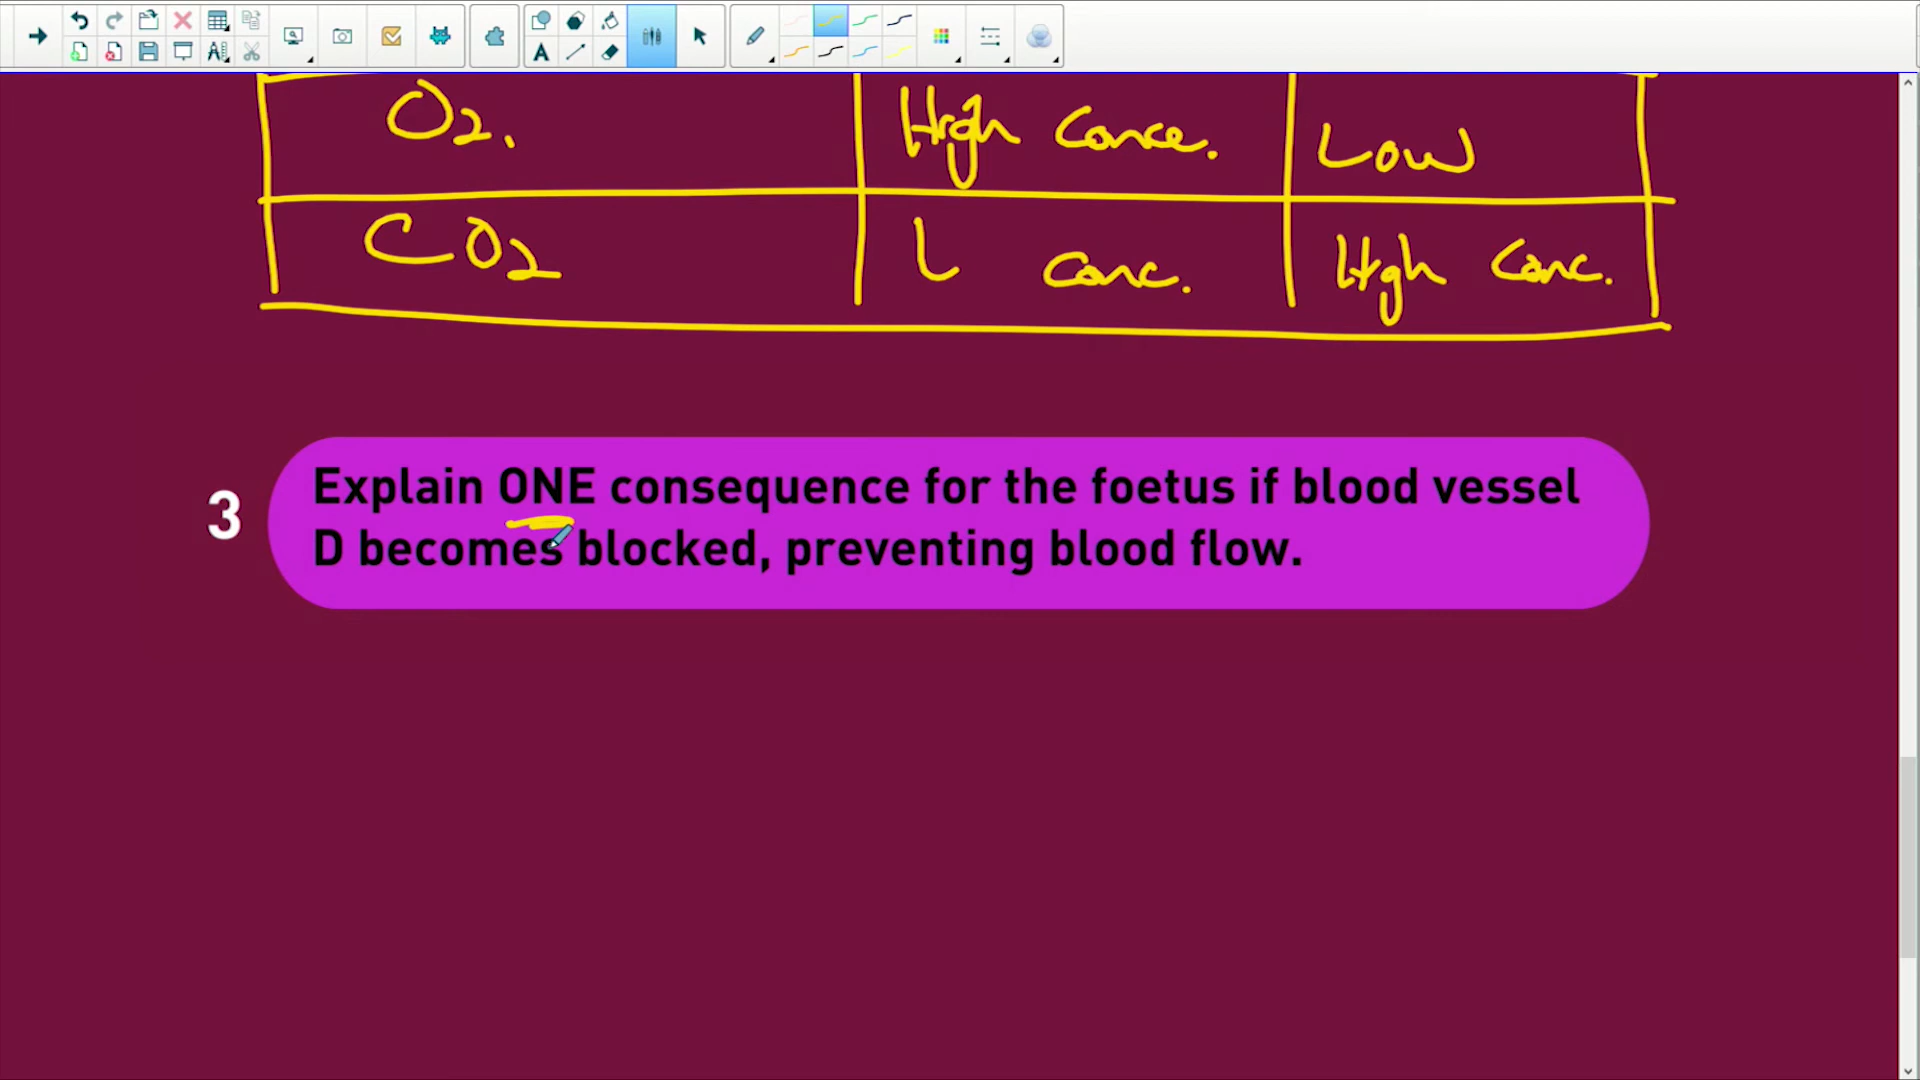 O2. High Conce. Low
CO2 L Conc. High Conc.
3
Explain ONE consequence for the foetus if blood vessel
D becomes blocked, preventing blood flow.